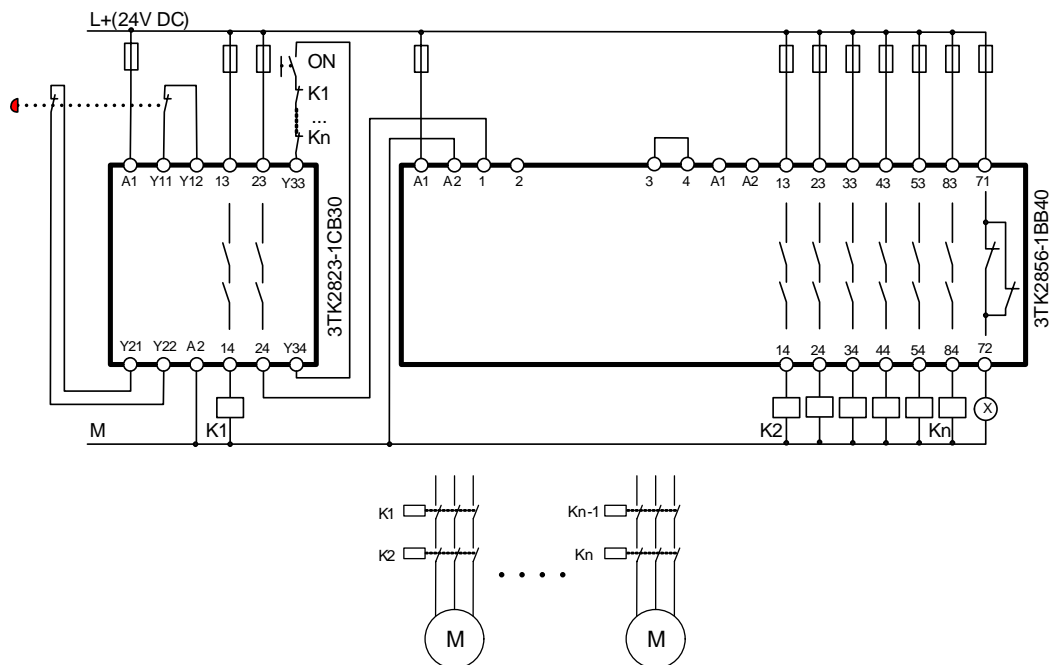 L+(24V DC)
ON
K1
...
Kn
A1 Y11 Y12 13 23 Y33
A1 A2 1 2 3 4 A1 A2 13 23 33 43 53 83 71
3TK2823-1CB30
3TK2856-1BB40
Y21 Y22 A2 14 24 Y34
14 24 34 44 54 84 72
X
M K1 K2 Kn
K1 Kn-1
K2 Kn
M M